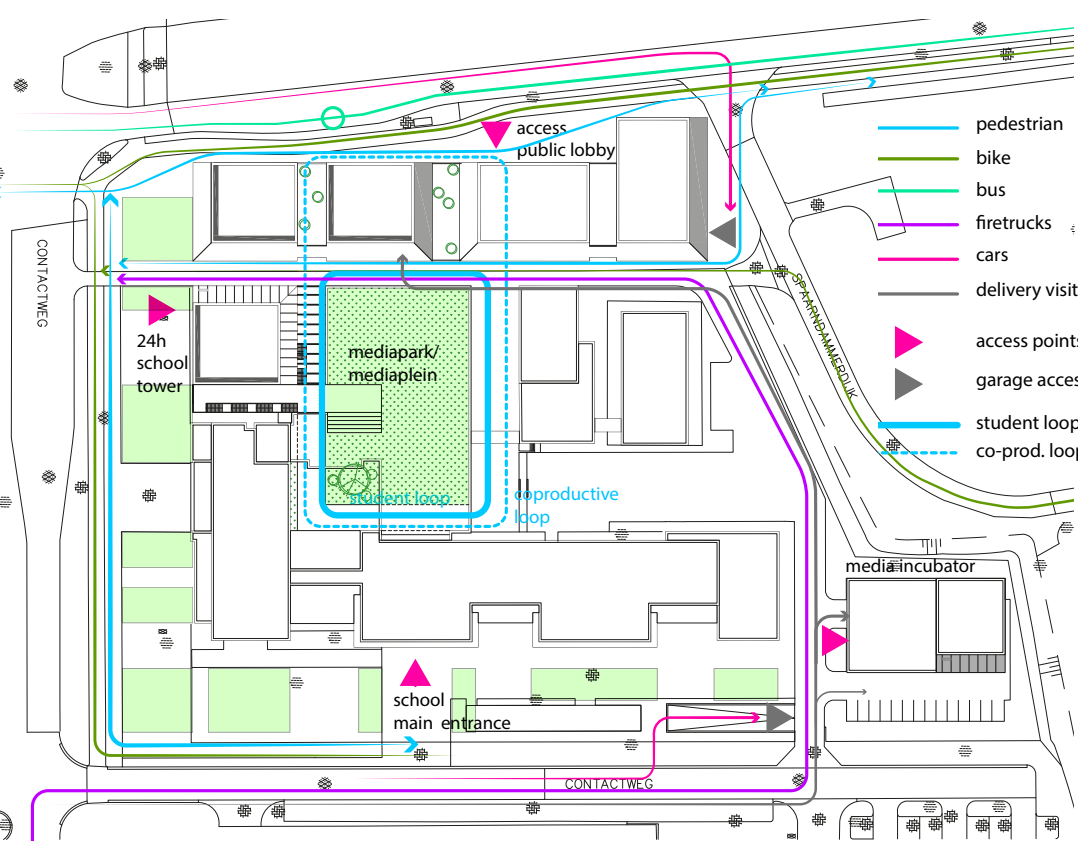 access
public lobby
pedestrian
bike
bus
firetrucks
cars
delivery visit
access points
garage acces
student loop
co-prod. loop
CONTACTWEG
SPAARNDAMMERDIJK
24h
school
tower
mediapark/
mediaplein
student loop
coproductive
loop
media incubator
school
main entrance
CONTACTWEG